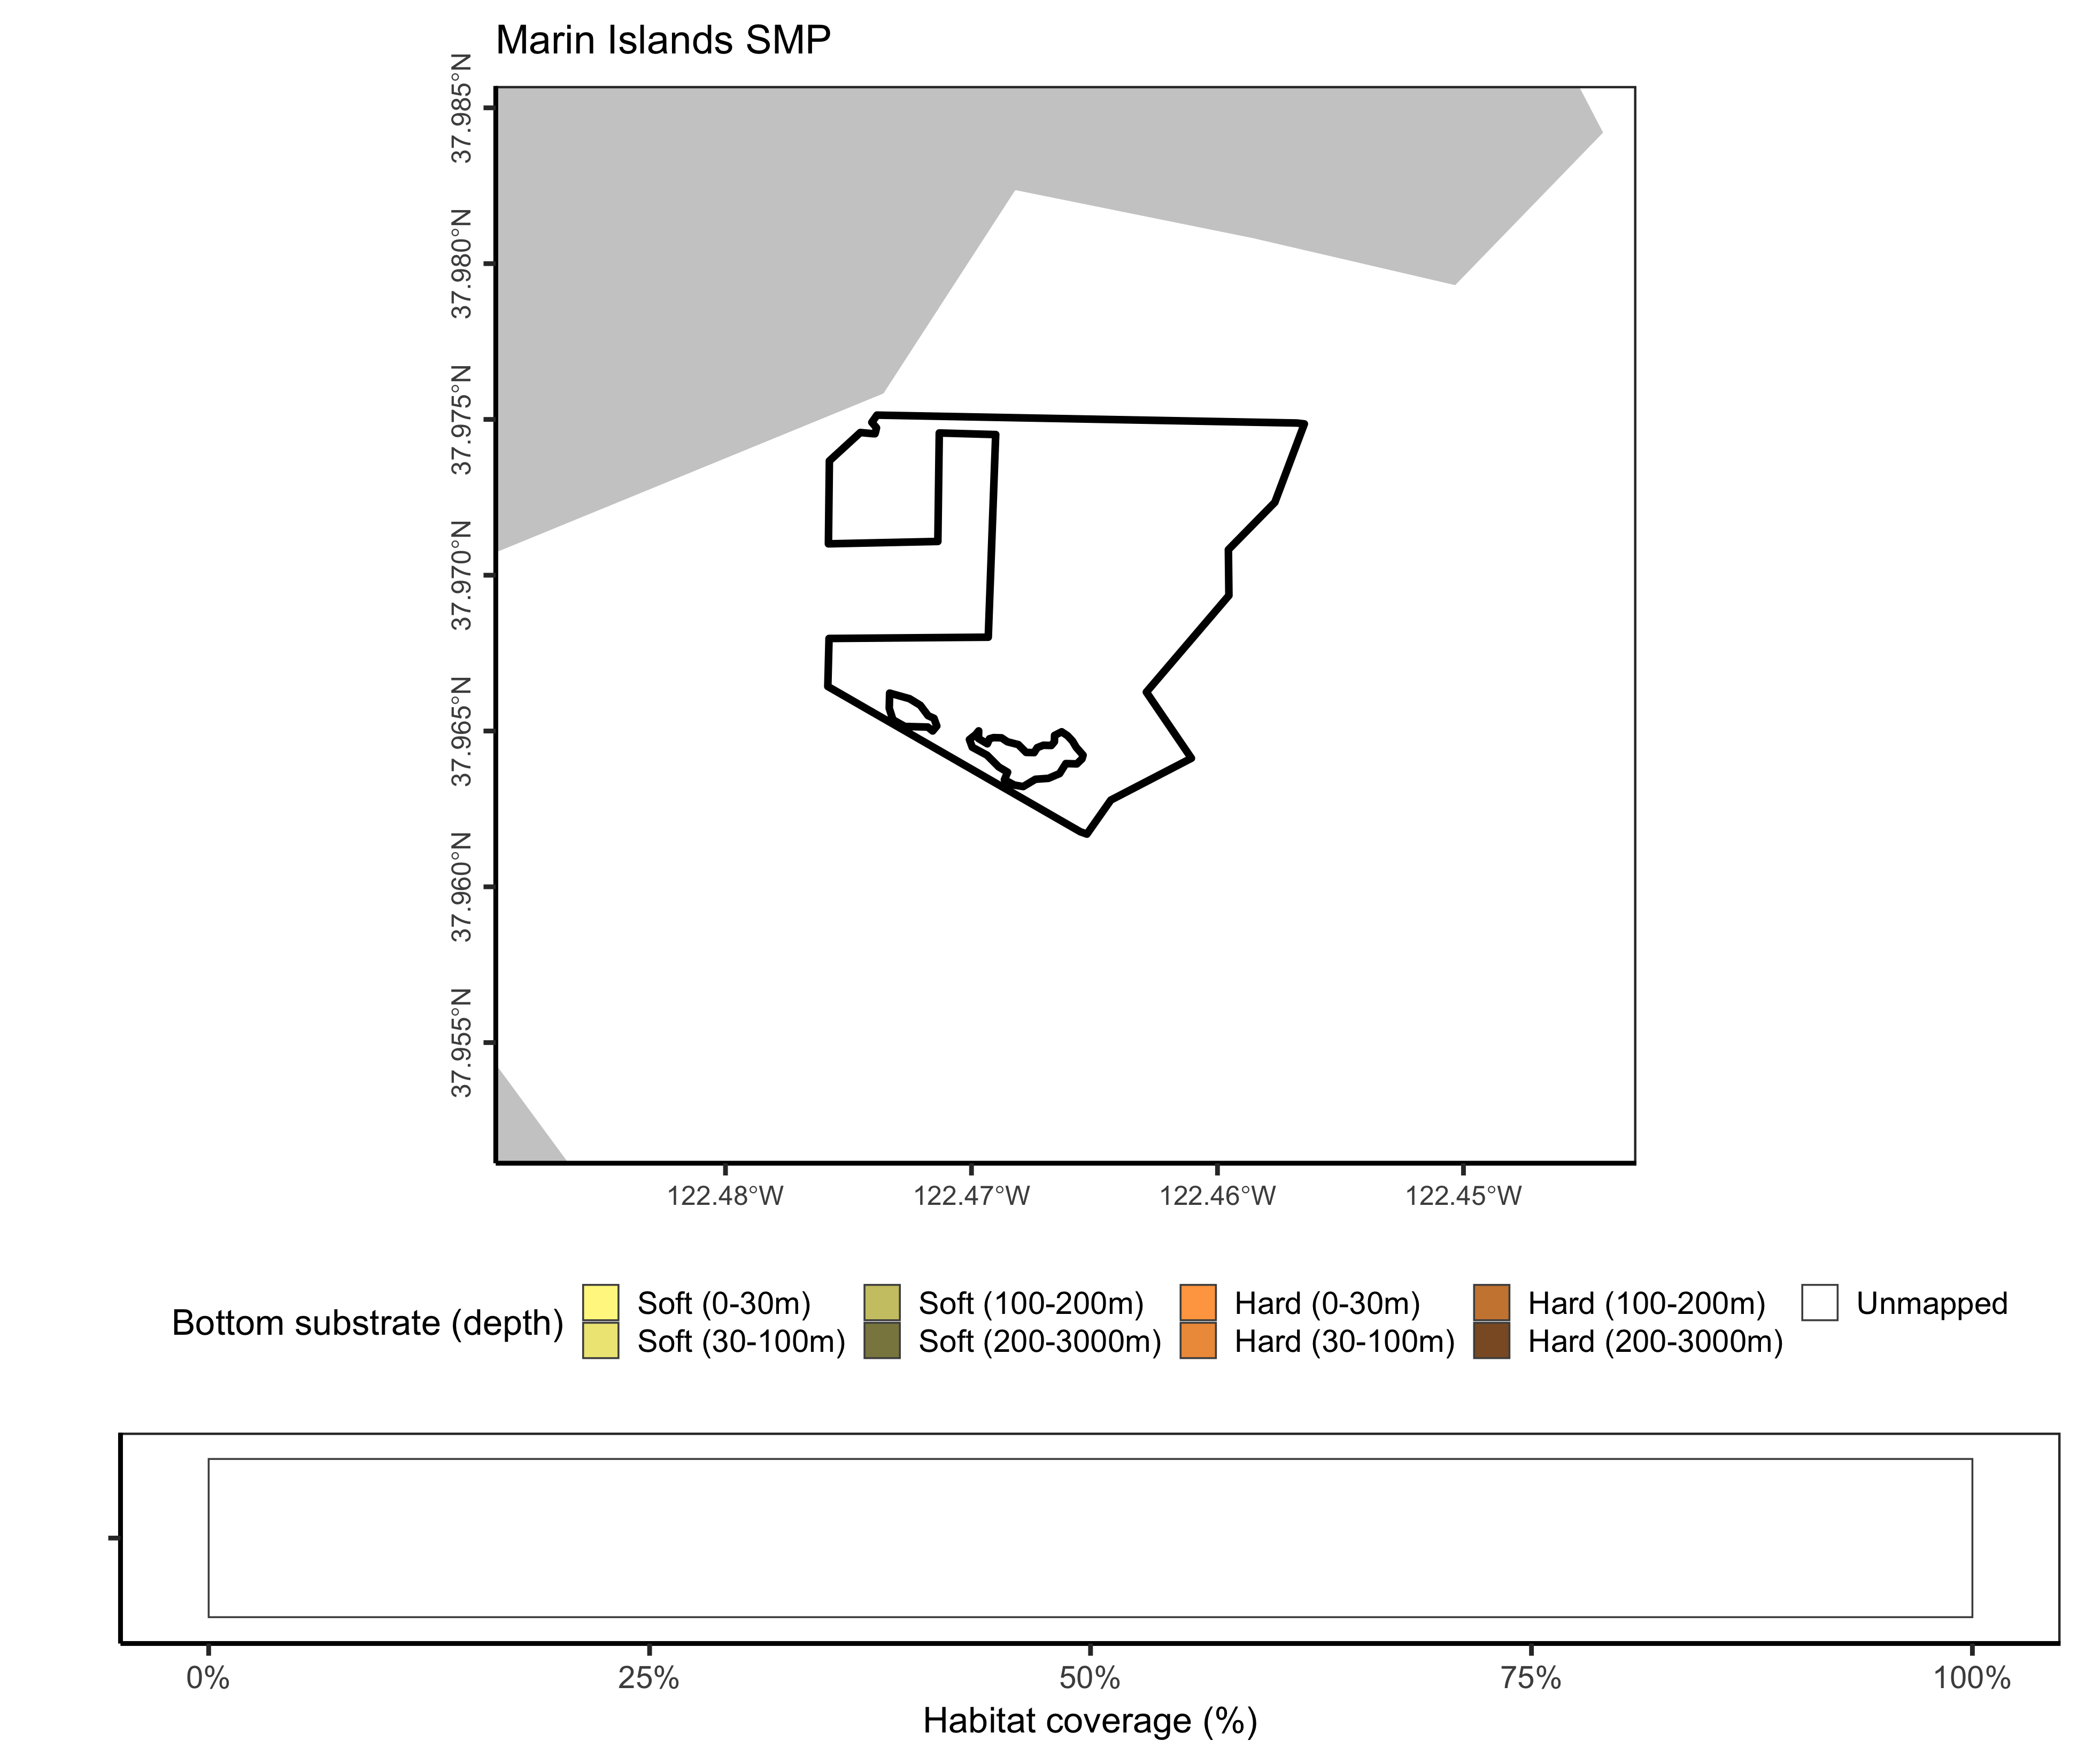 Marin Islands SMP
37.985°N
37.980°N
37.975°N
37.970°N
37.965°N
37.960°N
37.955°N
122.48°W 122.47°W 122.46°W 122.45°W
Bottom substrate (depth)
Soft (0-30m) Soft (100-200m) Hard (0-30m) Hard (100-200m) Unmapped
Soft (30-100m) Soft (200-3000m) Hard (30-100m) Hard (200-3000m)
0% 25% 50% 75% 100%
Habitat coverage (%)